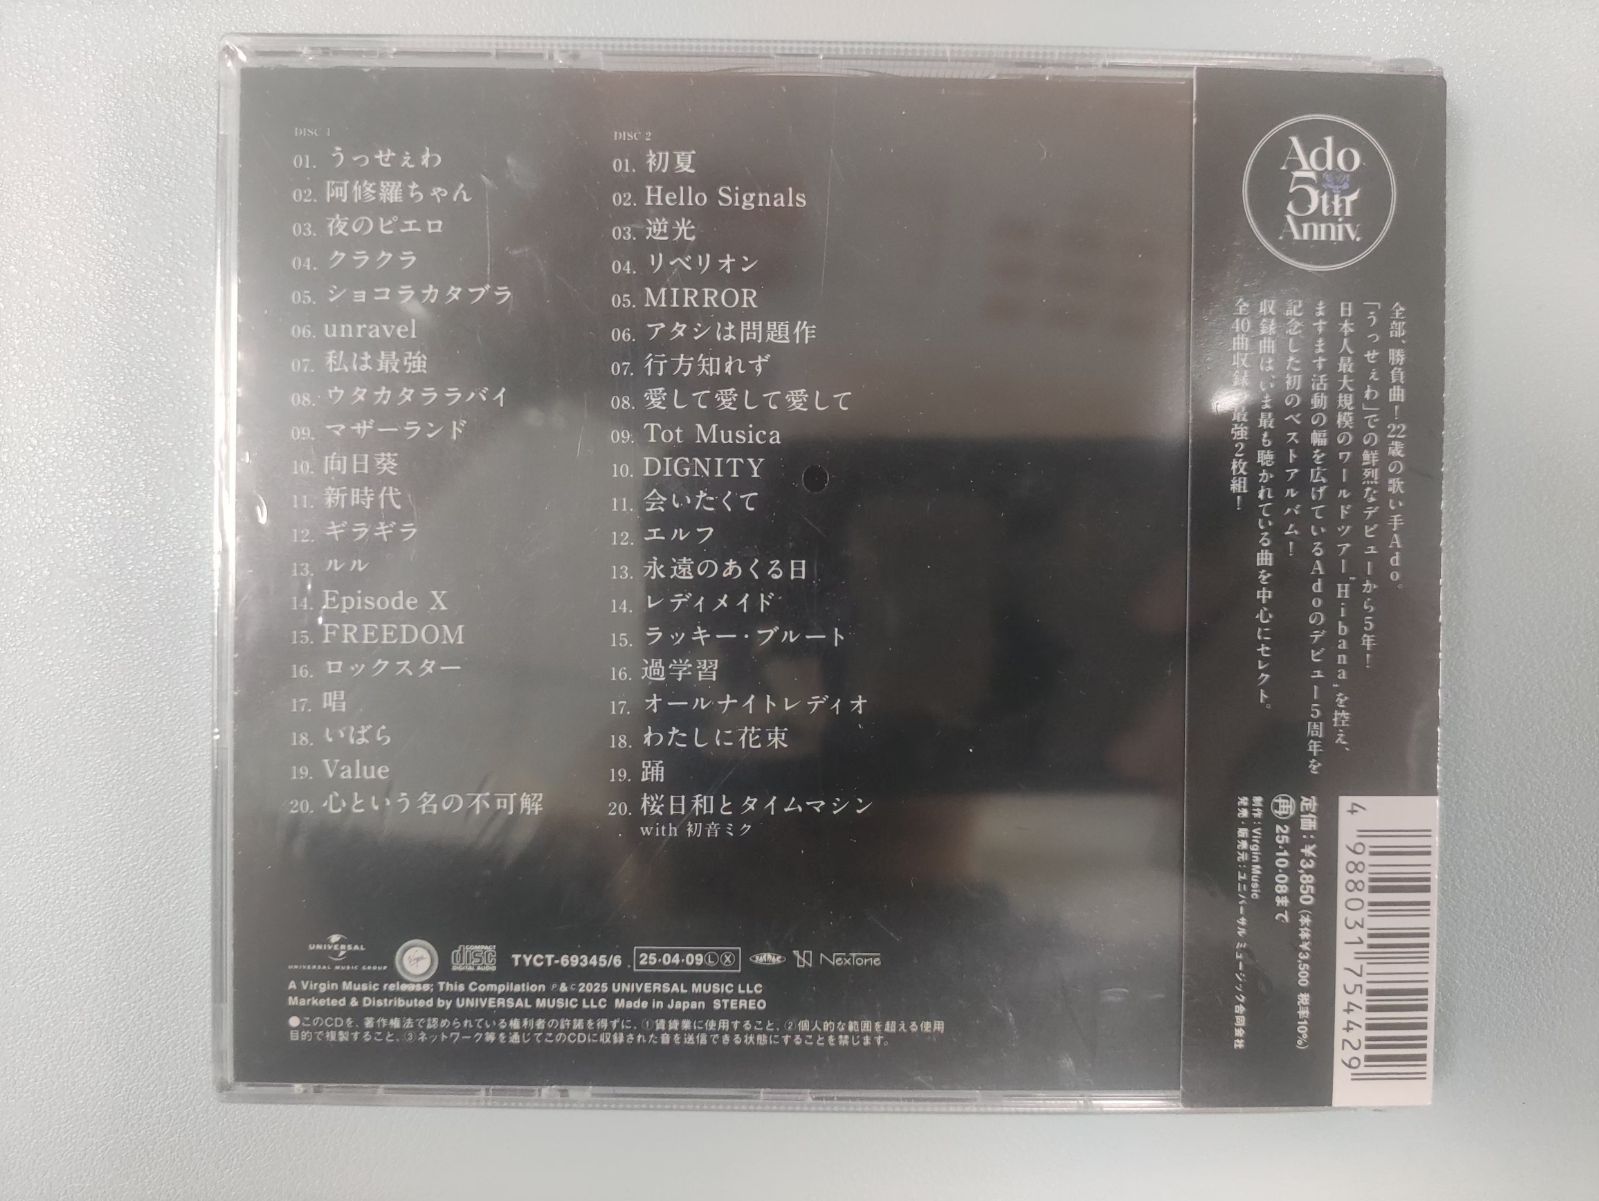 DISC 1
01. うっせぇわ
02. 阿修羅ちゃん
03. 夜のピエロ
04. クラクラ
05. ショコラカタブラ
06. unravel
07. 私は最強
08. ウタカタララバイ
09. マザーランド
10. 向日葵
11. 新時代
12. ギラギラ
13. ルル
14. Episode X
15. FREEDOM
16. ロックスター
17. 唱
18. いばら
19. Value
20. 心という名の不可解
DISC 2
01. 初夏
02. Hello Signals
03. 逆光
04. リベリオン
05. MIRROR
06. アタシは問題作
07. 行方知れず
08. 愛して愛して愛して
09. Tot Musica
10. DIGNITY
11. 会いたくて
12. エルフ
13. 永遠のあくる日
14. レディメイド
15. ラッキー・ブルート
16. 過学習
17. オールナイトレディオ
18. わたしに花束
19. 踊
20. 桜日和とタイムマシン
with 初音ミク
UNIVERSAL
UNIVERSAL MUSIC GROUP
Virgin
COMPACT
disc
DIGITAL AUDIO
TYCT-69345/6
25・04・09ⓁⓍ
JASRAC
N
NexTone
A Virgin Music release; This Compilation ℗&©2025 UNIVERSAL MUSIC LLC
Marketed & Distributed by UNIVERSAL MUSIC LLC Made in Japan STEREO
●このCDを、著作権法で認められている権利者の許諾を得ずに、①賃貸業に使用すること、②個人的な範囲を超える使用
目的で複製すること、③ネットワーク等を通じてこのCDに収録された音を送信できる状態にすることを禁じます。
Ado
5th
Anniv.
全部、勝負曲！22歳の歌い手Ado。
「うっせぇわ」での鮮烈なデビューから5年！
日本人最大規模のワールドツアー"Hibana"を控え、
ますます活動の幅を広げているAdoのデビュー5周年を
記念した初のベストアルバム！
収録曲はいま最も聴かれている曲を中心にセレクト。
全40曲収録の最強2枚組！
定価：￥3,850（本体￥3,500 税率10%）
㊥25・10・08まで
制作：Virgin Music
発売・販売元：ユニバーサル ミュージック合同会社
4 988031 754429